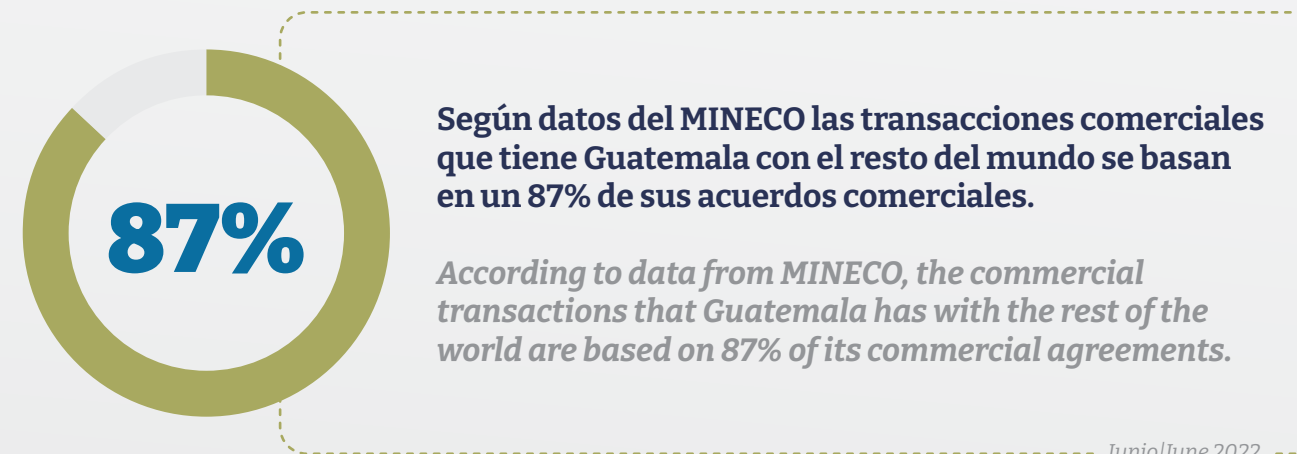 87%
Según datos del MINECO las transacciones comerciales
que tiene Guatemala con el resto del mundo se basan
en un 87% de sus acuerdos comerciales.
According to data from MINECO, the commercial
transactions that Guatemala has with the rest of the
world are based on 87% of its commercial agreements.
Junio|June 2022